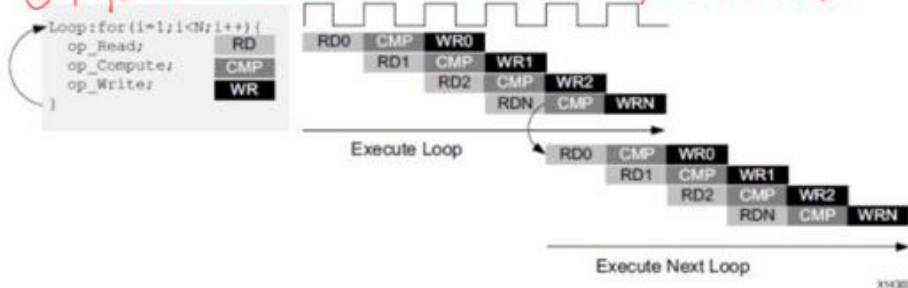 Loop:for(i=1;i<N;i++){
op_Read; RD
op_Compute; CMP
op_Write; WR
}
RD0 CMP WR0
RD1 CMP WR1
RD2 CMP WR2
RDN CMP WRN
Execute Loop
RD0 CMP WR0
RD1 CMP WR1
RD2 CMP WR2
RDN CMP WRN
Execute Next Loop